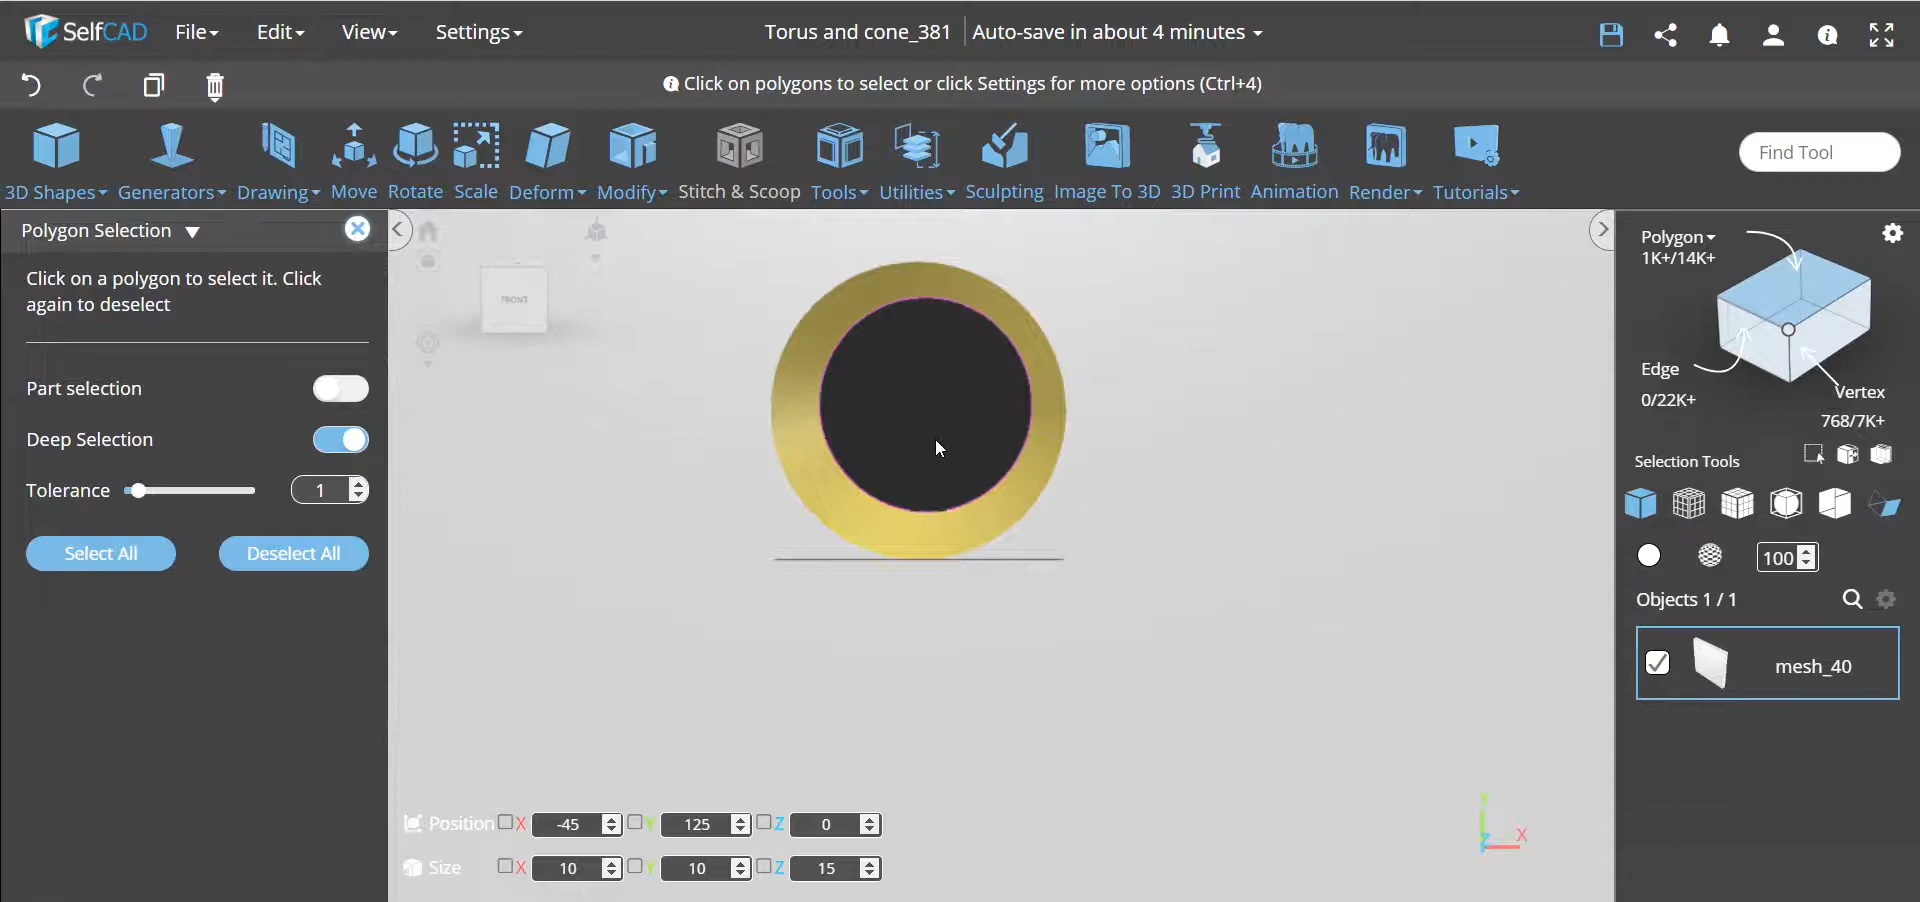 SelfCAD File Edit View Settings Torus and cone_381 Auto-save in about 4 minutes
Click on polygons to select or click Settings for more options (Ctrl+4)
3D Shapes Generators Drawing Move Rotate Scale Deform Modify Stitch & Scoop Tools Utilities Sculpting Image To 3D 3D Print Animation Render Tutorials Find Tool
Polygon Selection
Click on a polygon to select it. Click
again to deselect
Part selection
Deep Selection
Tolerance 1
Select All Deselect All
FRONT
Position X -45 Y 125 Z 0
Size X 10 Y 10 Z 15
Y
X
Z
Polygon
1K+/14K+
Edge
0/22K+
Vertex
768/7K+
Selection Tools
100
Objects 1 / 1
mesh_40